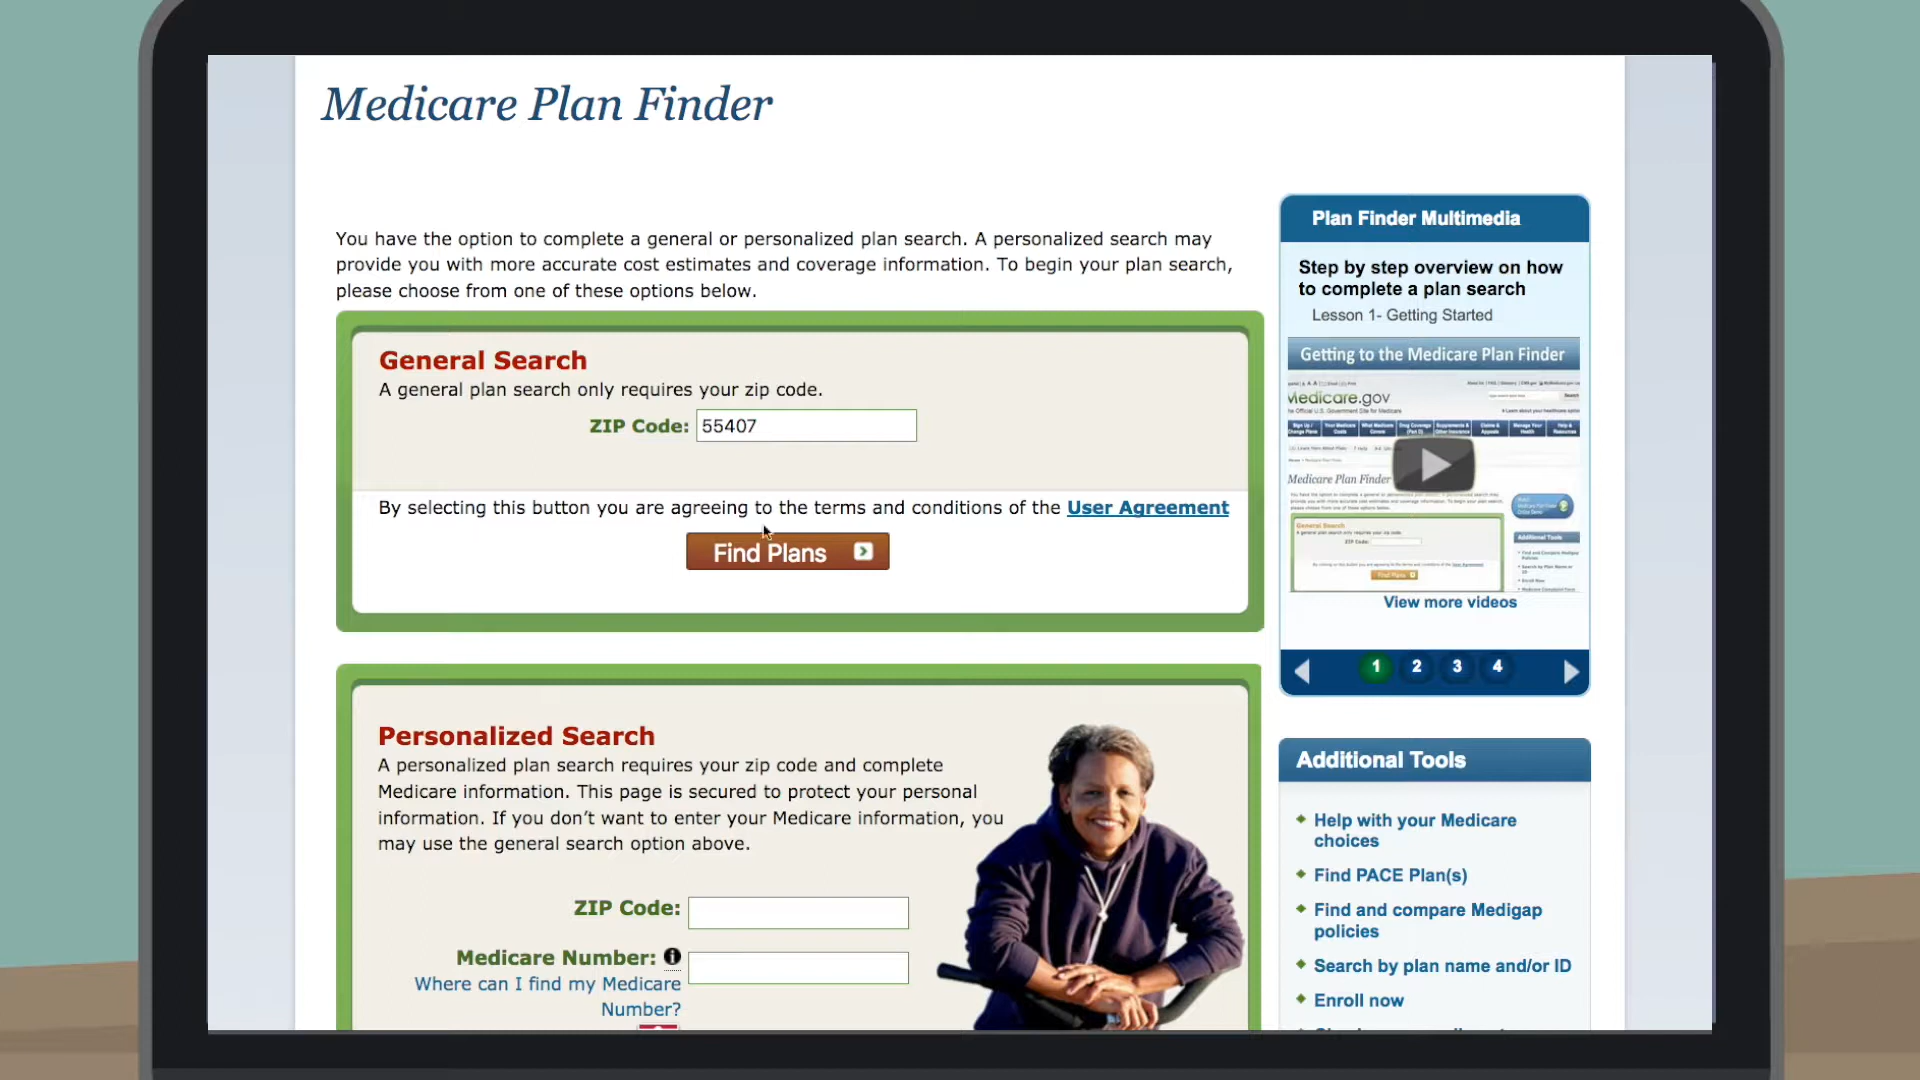 Medicare Plan Finder
You have the option to complete a general or personalized plan search. A personalized search may
provide you with more accurate cost estimates and coverage information. To begin your plan search,
please choose from one of these options below.
General Search
A general plan search only requires your zip code.
ZIP Code: 55407
By selecting this button you are agreeing to the terms and conditions of the User Agreement
Find Plans
Personalized Search
A personalized plan search requires your zip code and complete
Medicare information. This page is secured to protect your personal
information. If you don’t want to enter your Medicare information, you
may use the general search option above.
ZIP Code:
Medicare Number:
Where can I find my Medicare
Number?
Plan Finder Multimedia
Step by step overview on how
to complete a plan search
Lesson 1- Getting Started
Getting to the Medicare Plan Finder
Medicare.gov
Medicare Plan Finder
General Search
A general plan search only requires your zip code.
ZIP Code:
Find Plans
Additional Tools
View more videos
1 2 3 4
Additional Tools
Help with your Medicare
choices
Find PACE Plan(s)
Find and compare Medigap
policies
Search by plan name and/or ID
Enroll now